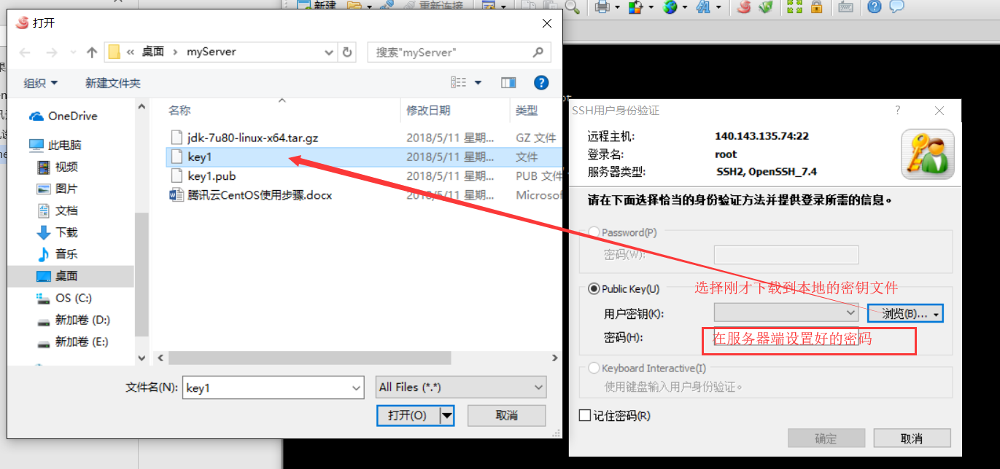 新建
重新连接
打开
« 桌面 › myServer
搜索"myServer"
组织
新建文件夹
OneDrive
此电脑
视频
图片
文档
下载
音乐
桌面
OS (C:)
新加卷 (D:)
新加卷 (E:)
名称 修改日期 类型
jdk-7u80-linux-x64.tar.gz 2018/5/11 星期... GZ 文件
key1 2018/5/11 星期... 文件
key1.pub 2018/5/11 星期... PUB 文件
腾讯云CentOS使用步骤.docx 2018/5/11 星期... Microsof
文件名(N): key1
All Files (*.*)
打开(O)
取消
SSH用户身份验证
远程主机: 140.143.135.74:22
登录名: root
服务器类型: SSH2, OpenSSH_7.4
请在下面选择恰当的身份验证方法并提供登录所需的信息。
Password(P)
密码(W):
Public Key(U)
选择刚才下载到本地的密钥文件
用户密钥(K):
浏览(B)...
密码(H):
在服务器端设置好的密码
Keyboard Interactive(I)
使用键盘输入用户身份验证。
记住密码(R)
确定
取消